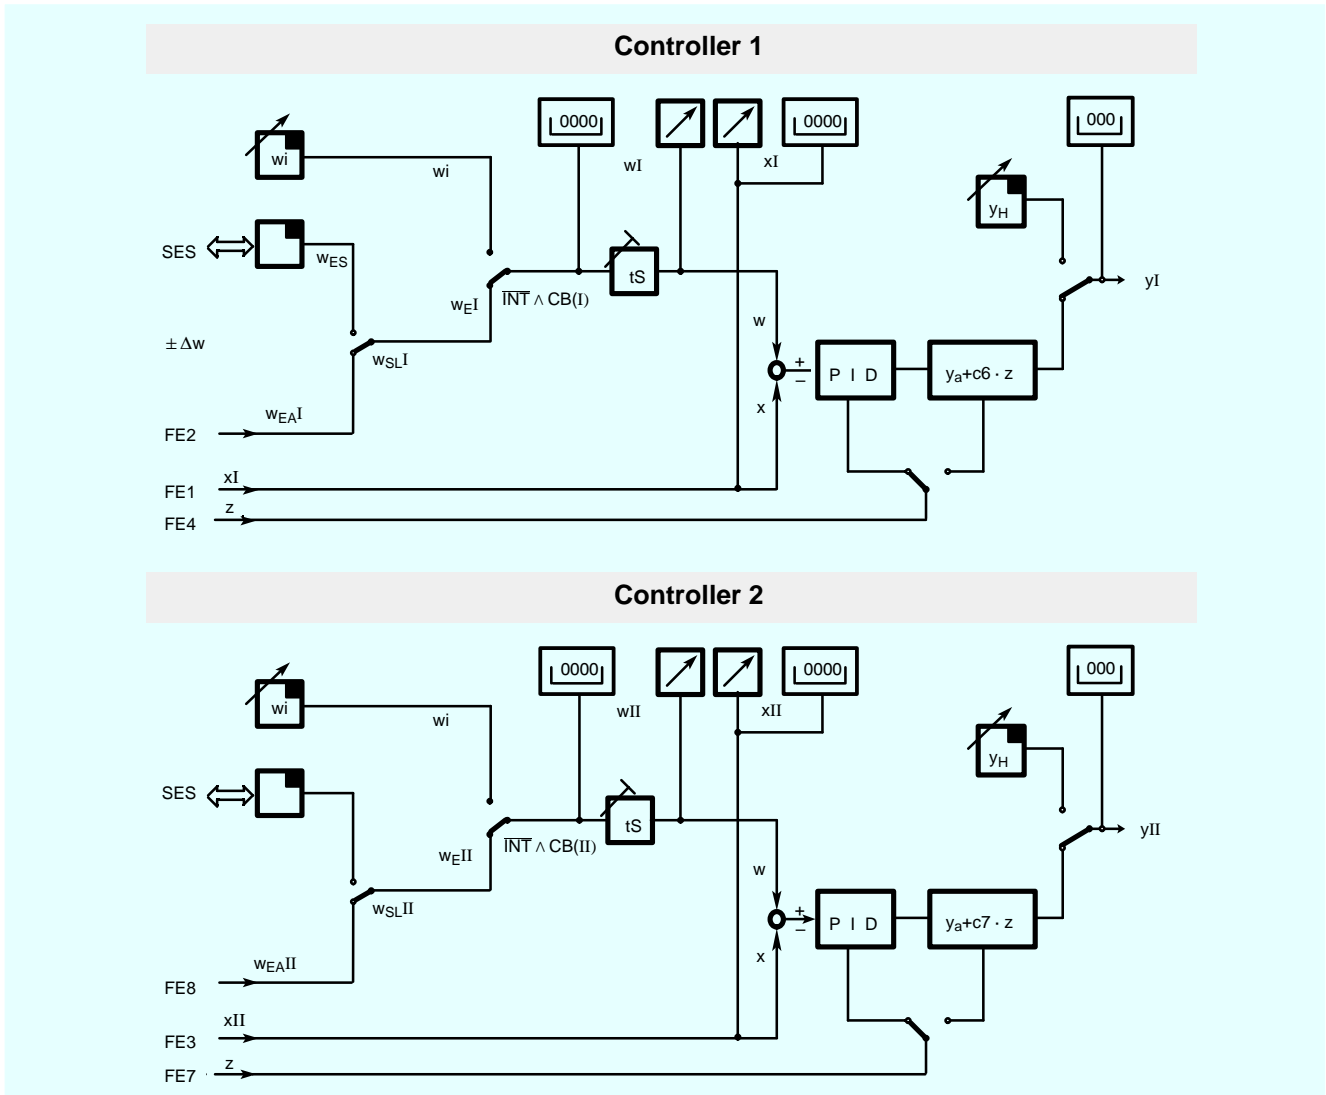 Controller 1
0000
0000
000
wi
wi
wI
xI
yH
SES
wES
tS
yI
wEI
INT ∧ CB(I)
± Δw
wSLI
w
+
−
P I D
ya+c6 · z
x
wEAI
FE2
xI
FE1
z
FE4
Controller 2
0000
0000
000
wi
wi
wII
xII
yH
SES
tS
yII
wEII
INT ∧ CB(II)
w
wSLII
+
−
P I D
ya+c7 · z
x
wEAII
FE8
xII
FE3
z
FE7